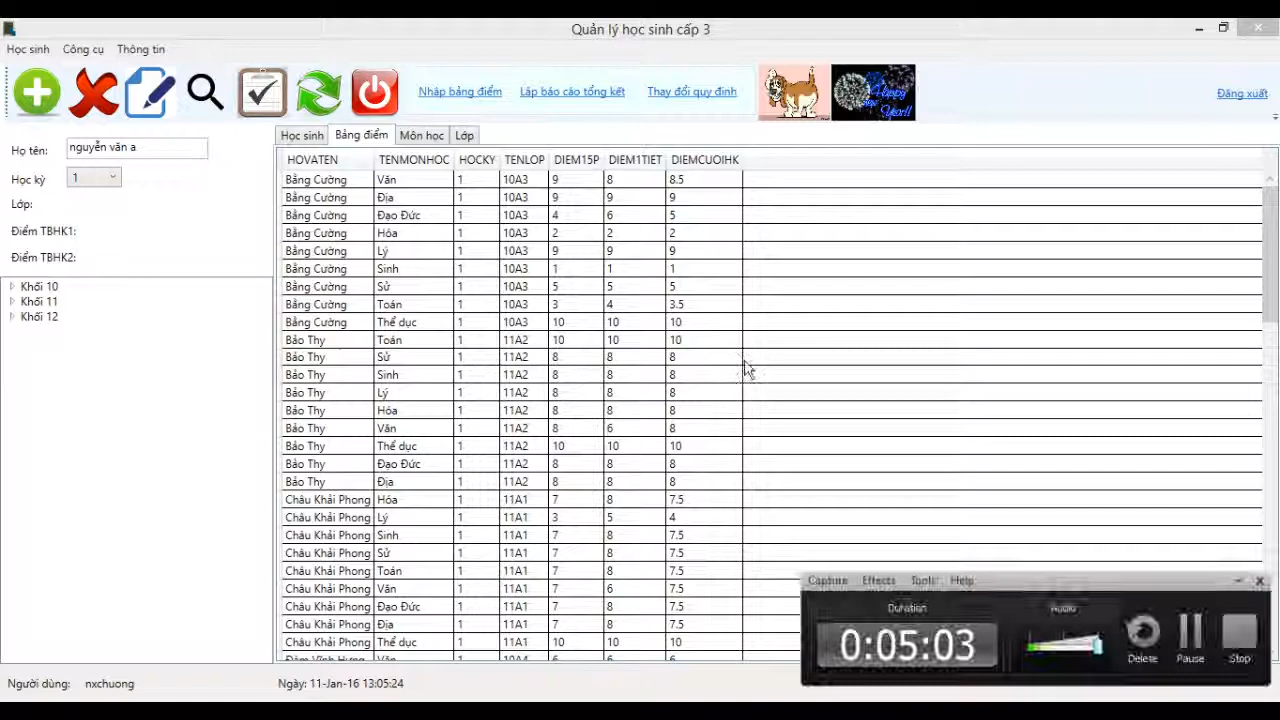 Quản lý học sinh cấp 3
Học sinh Công cụ Thông tin
Nhập bảng điểm Lập báo cáo tổng kết Thay đổi quy định Happy new Year!! Đăng xuất
Họ tên: nguyễn văn a
Học kỳ 1
Lớp:
Điểm TBHK1:
Điểm TBHK2:
Khối 10
Khối 11
Khối 12
Học sinh Bảng điểm Môn học Lớp
HOVATEN TENMONHOC HOCKY TENLOP DIEM15P DIEM1TIET DIEMCUOIHK
Bằng Cường Văn 1 10A3 9 8 8.5
Bằng Cường Địa 1 10A3 9 9 9
Bằng Cường Đạo Đức 1 10A3 4 6 5
Bằng Cường Hóa 1 10A3 2 2 2
Bằng Cường Lý 1 10A3 9 9 9
Bằng Cường Sinh 1 10A3 1 1 1
Bằng Cường Sử 1 10A3 5 5 5
Bằng Cường Toán 1 10A3 3 4 3.5
Bằng Cường Thể dục 1 10A3 10 10 10
Bảo Thy Toán 1 11A2 10 10 10
Bảo Thy Sử 1 11A2 8 8 8
Bảo Thy Sinh 1 11A2 8 8 8
Bảo Thy Lý 1 11A2 8 8 8
Bảo Thy Hóa 1 11A2 8 8 8
Bảo Thy Văn 1 11A2 8 6 8
Bảo Thy Thể dục 1 11A2 10 10 10
Bảo Thy Đạo Đức 1 11A2 8 8 8
Bảo Thy Địa 1 11A2 8 8 8
Châu Khải Phong Hóa 1 11A1 7 8 7.5
Châu Khải Phong Lý 1 11A1 3 5 4
Châu Khải Phong Sinh 1 11A1 7 8 7.5
Châu Khải Phong Sử 1 11A1 7 8 7.5
Châu Khải Phong Toán 1 11A1 7 8 7.5
Châu Khải Phong Văn 1 11A1 7 6 7.5
Châu Khải Phong Đạo Đức 1 11A1 7 8 7.5
Châu Khải Phong Địa 1 11A1 7 8 7.5
Châu Khải Phong Thể dục 1 11A1 10 10 10
Đàm Vĩnh Hưng Văn 1 10A4 6 6 6
Capture Effects Tools Help
Duration Audio
0:05:03
Delete Pause Stop
Người dùng: nxchuong Ngày: 11-Jan-16 13:05:24